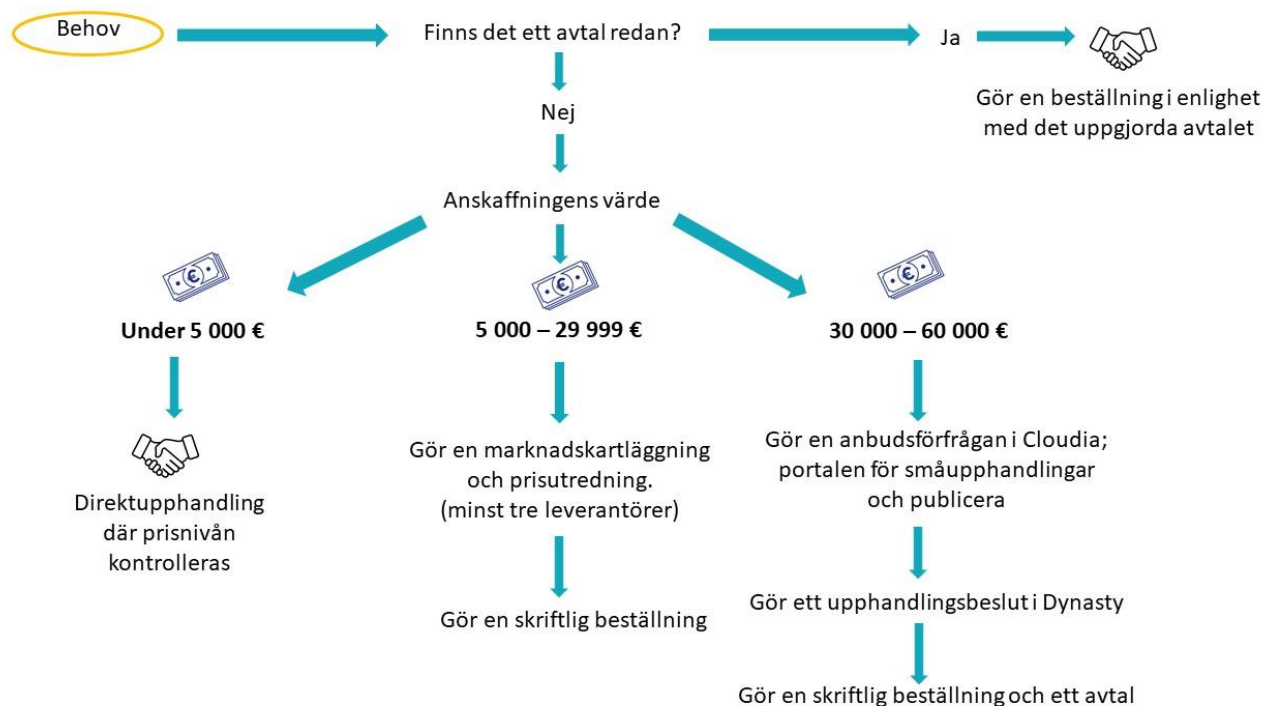 Behov
Finns det ett avtal redan?
Ja
Gör en beställning i enlighet
med det uppgjorda avtalet
Nej
Anskaffningens värde
€
Under 5 000 €
Direktupphandling
där prisnivån
kontrolleras
€
5 000 – 29 999 €
Gör en marknadskartläggning
och prisutredning.
(minst tre leverantörer)
Gör en skriftlig beställning
€
30 000 – 60 000 €
Gör en anbudsförfrågan i Cloudia;
portalen för småupphandlingar
och publicera
Gör ett upphandlingsbeslut i Dynasty
Gör en skriftlig beställning och ett avtal